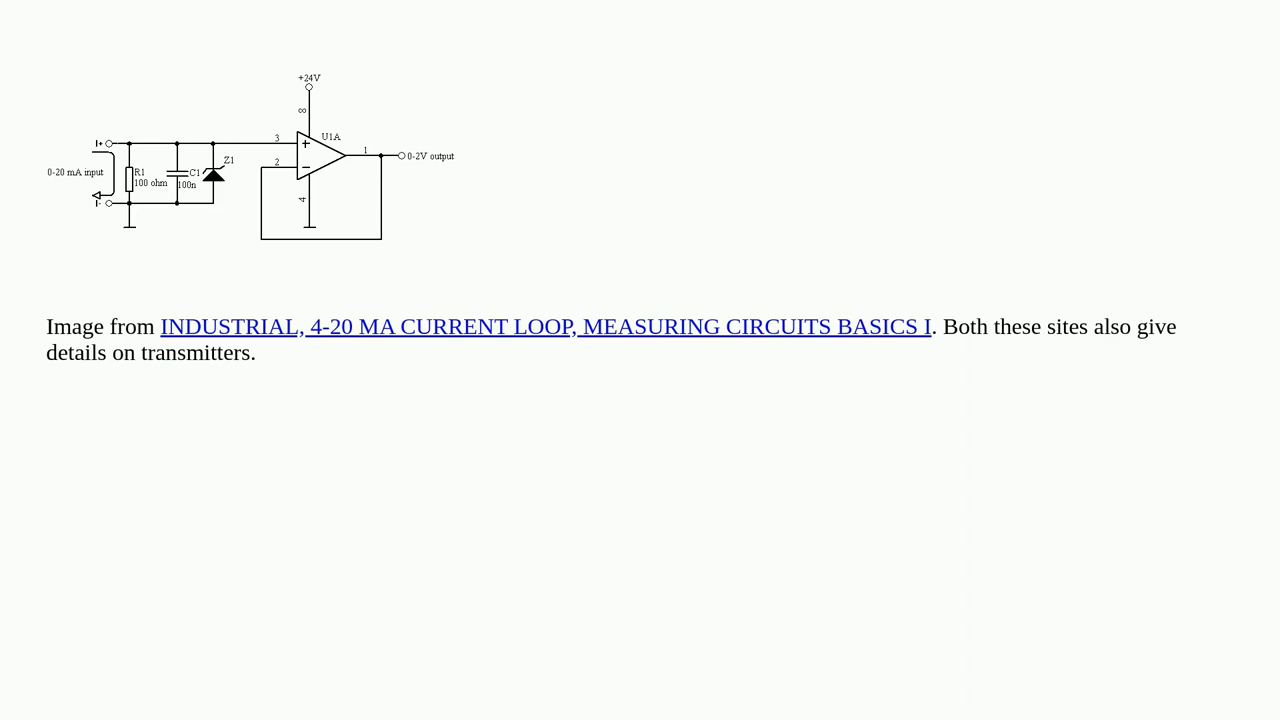 +24V
8
U1A
I+
3
1
0-2V output
2
Z1
0-20 mA input
R1
C1
100 ohm
100n
4
I-
Image from INDUSTRIAL, 4-20 MA CURRENT LOOP, MEASURING CIRCUITS BASICS I. Both these sites also give
details on transmitters.